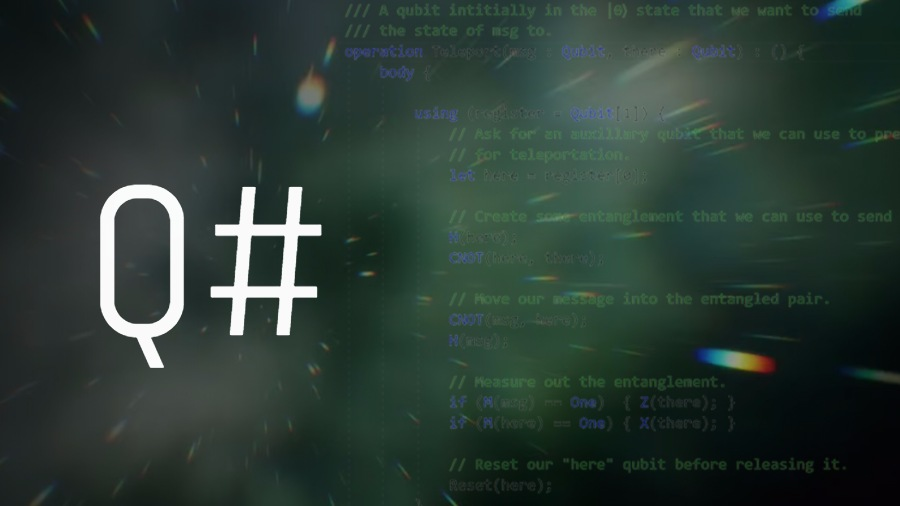 Q#
/// A qubit intitially in the |0⟩ state that we want to send
/// the state of msg to.
operation Teleport(msg : Qubit, there : Qubit) : () {
body {
using (register = Qubit[1]) {
// Ask for an auxillary qubit that we can use to pre
// for teleportation.
let here = register[0];
// Create some entanglement that we can use to send
H(here);
CNOT(here, there);
// Move our message into the entangled pair.
CNOT(msg, here);
H(msg);
// Measure out the entanglement.
if (M(msg) == One) { Z(there); }
if (M(here) == One) { X(there); }
// Reset our "here" qubit before releasing it.
Reset(here);